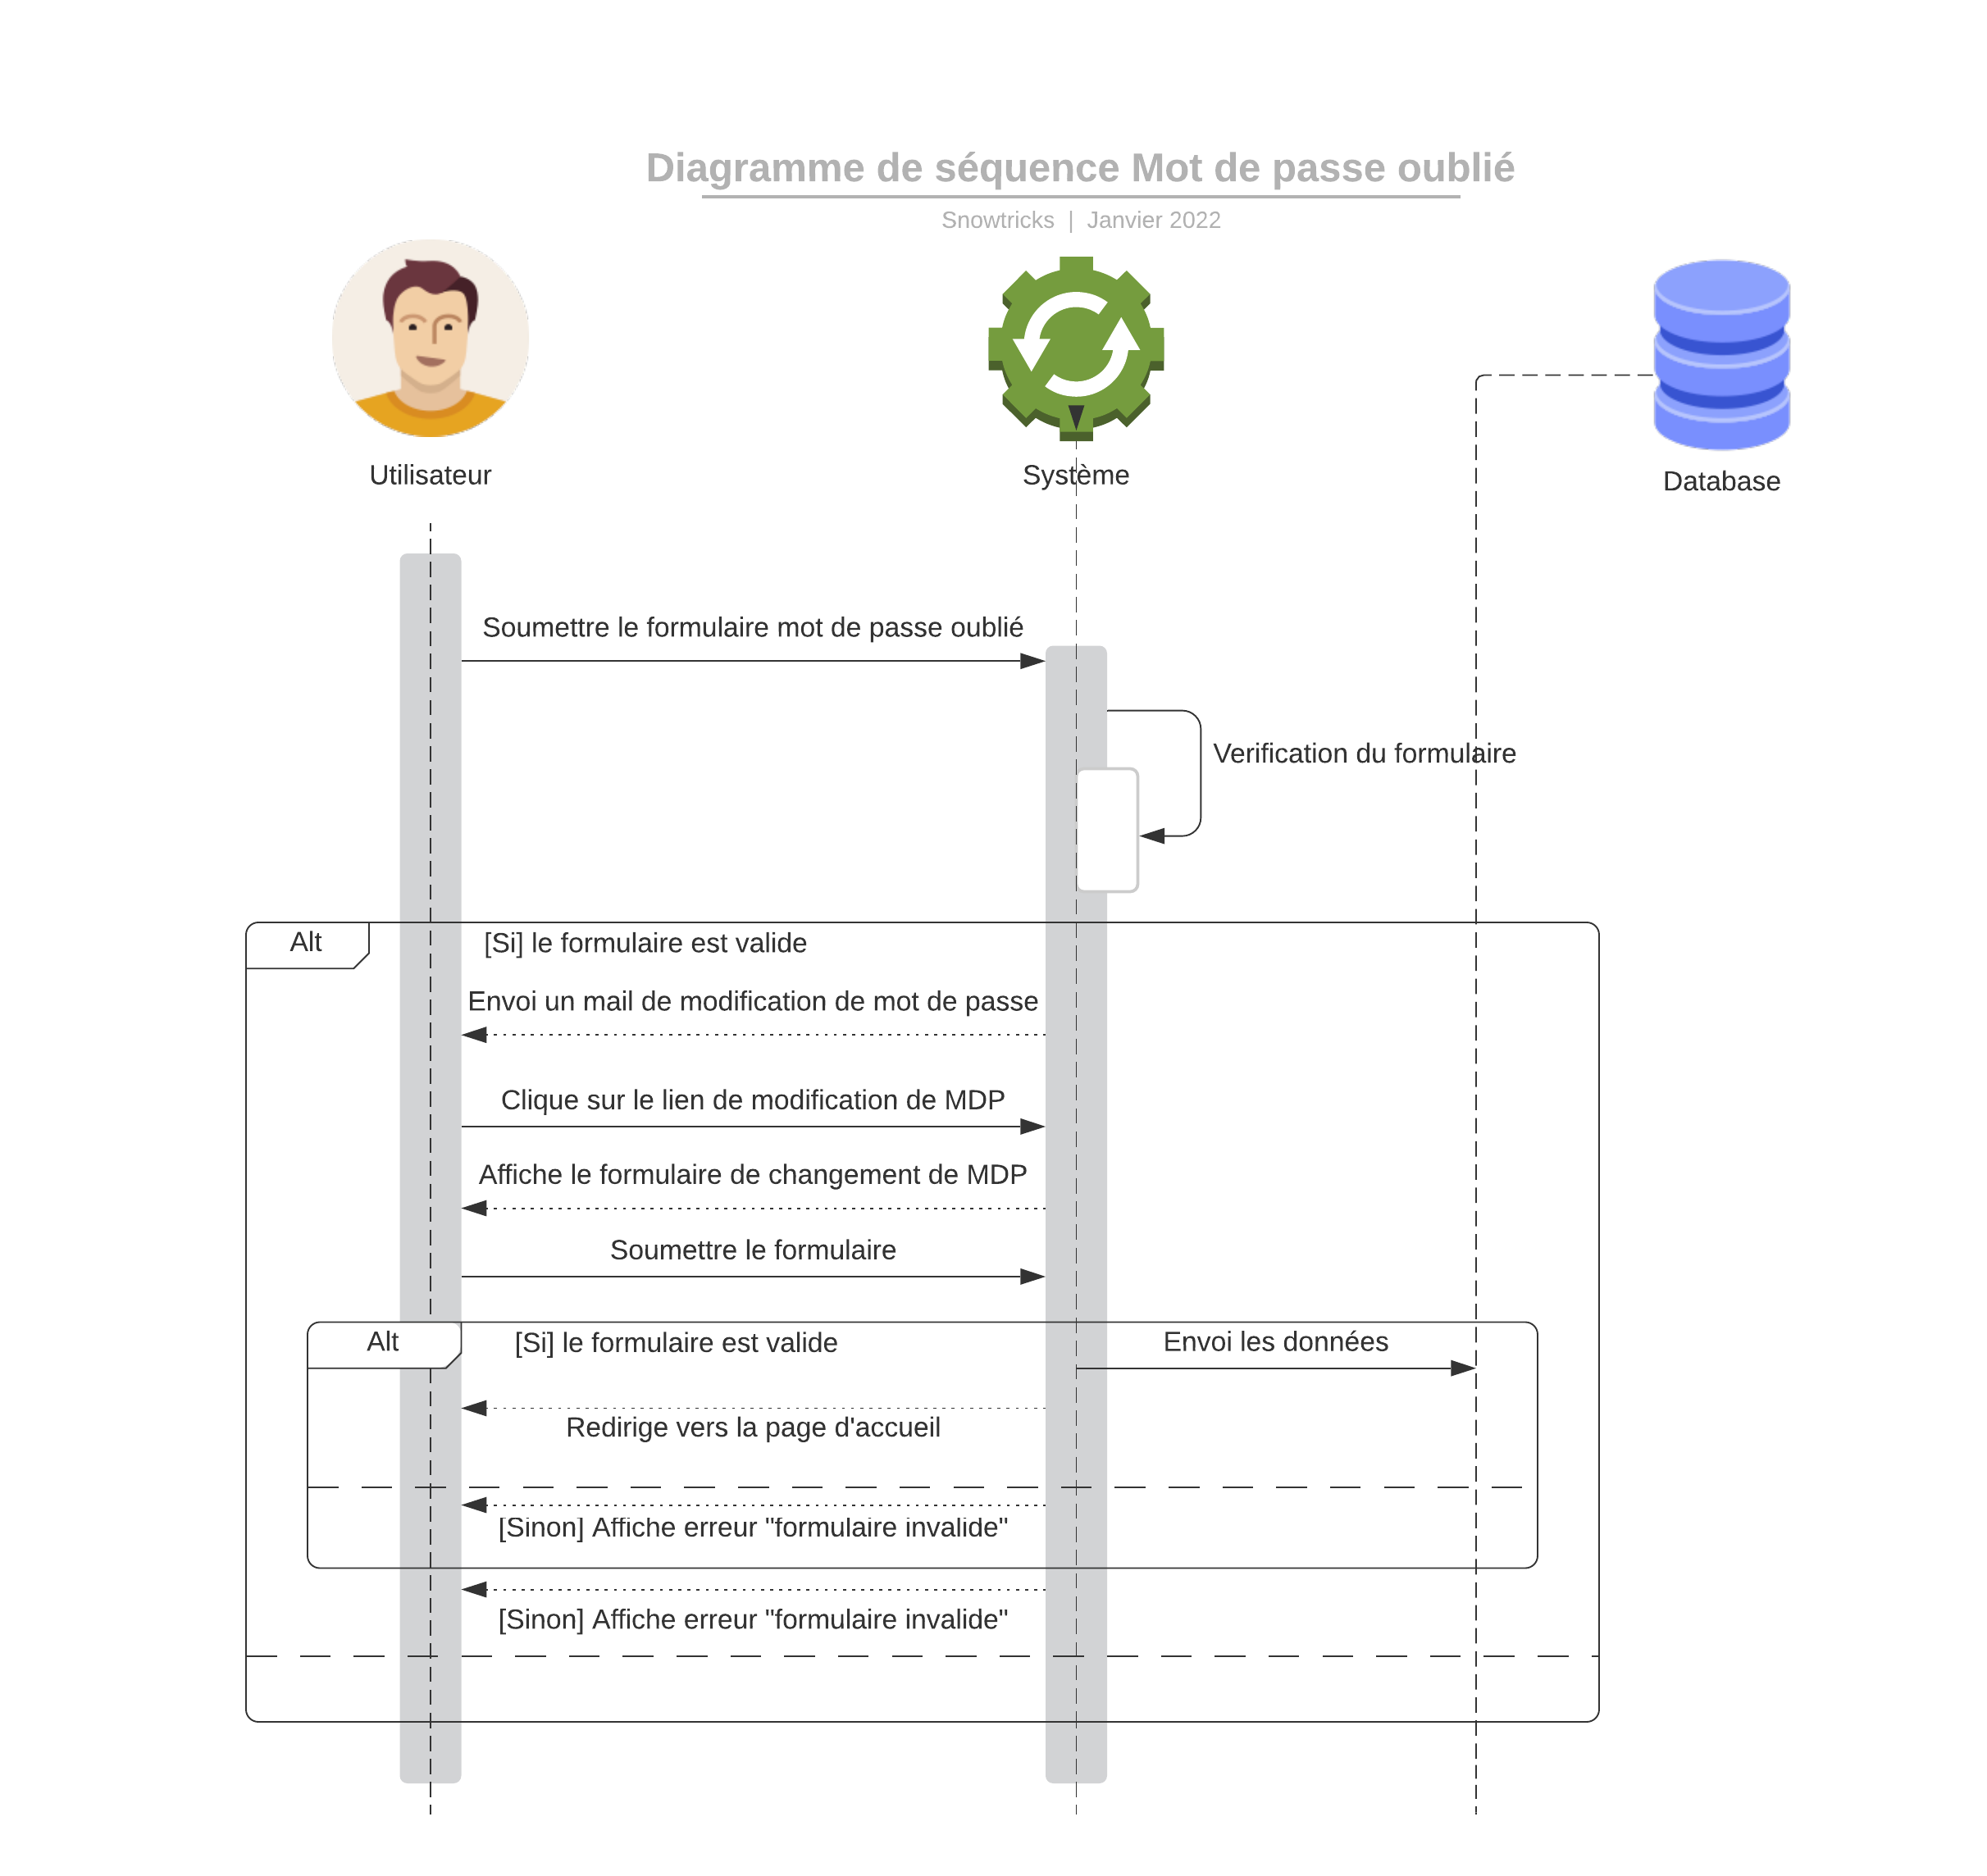 Diagramme de séquence Mot de passe oublié
Snowtricks | Janvier 2022
Utilisateur
Système
Database
Soumettre le formulaire mot de passe oublié
Verification du formulaire
Alt
[Si] le formulaire est valide
Envoi un mail de modification de mot de passe
Clique sur le lien de modification de MDP
Affiche le formulaire de changement de MDP
Soumettre le formulaire
Alt
[Si] le formulaire est valide
Envoi les données
Redirige vers la page d'accueil
[Sinon] Affiche erreur "formulaire invalide"
[Sinon] Affiche erreur "formulaire invalide"